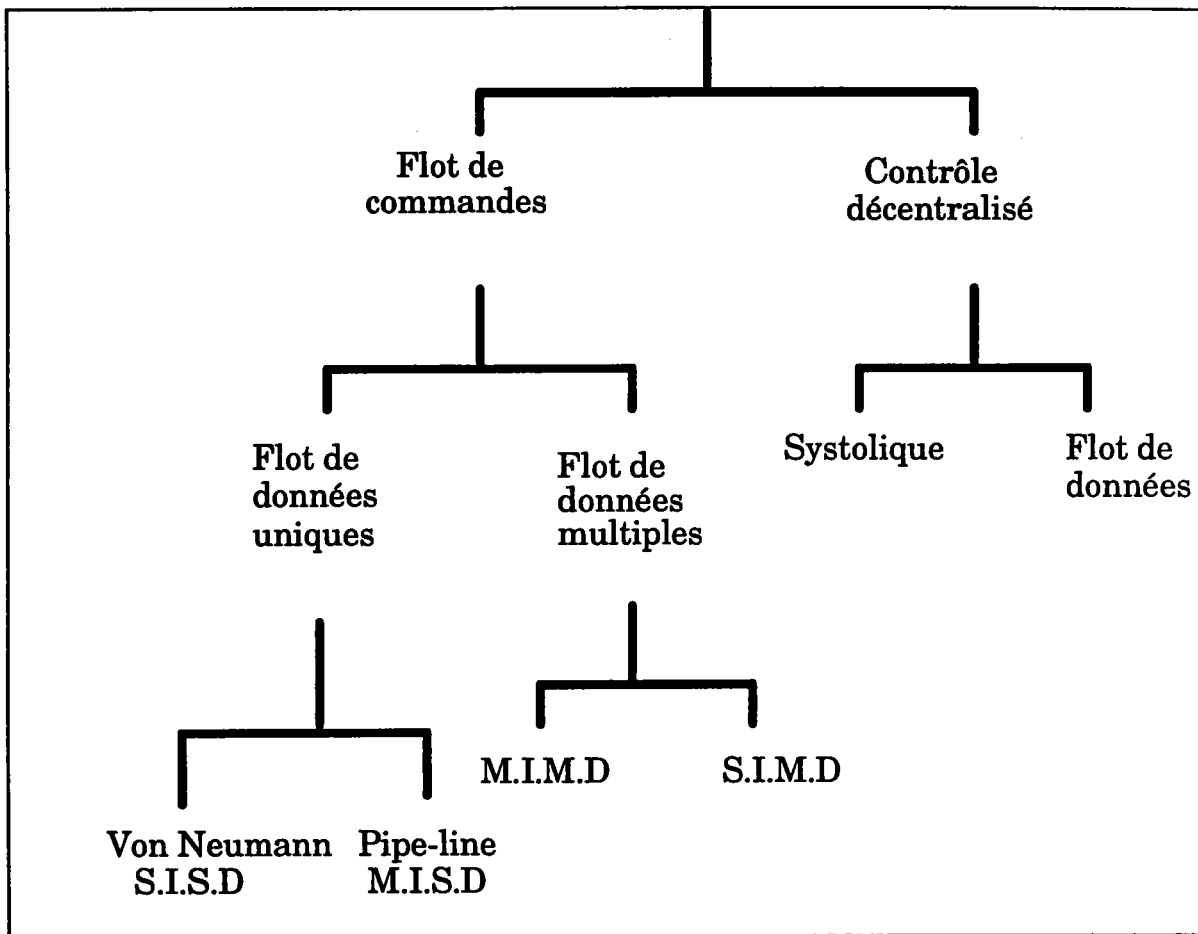 Flot de
commandes
Contrôle
décentralisé
Flot de
données
uniques
Flot de
données
multiples
Systolique
Flot de
données
M.I.M.D
S.I.M.D
Von Neumann
S.I.S.D
Pipe-line
M.I.S.D